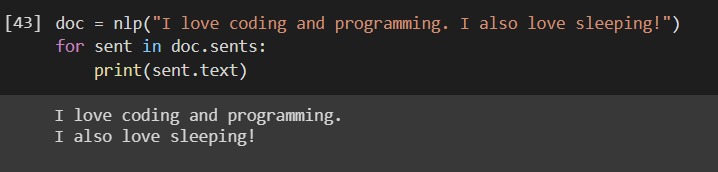 [43] doc = nlp("I love coding and programming. I also love sleeping!")
for sent in doc.sents:
    print(sent.text)
I love coding and programming.
I also love sleeping!